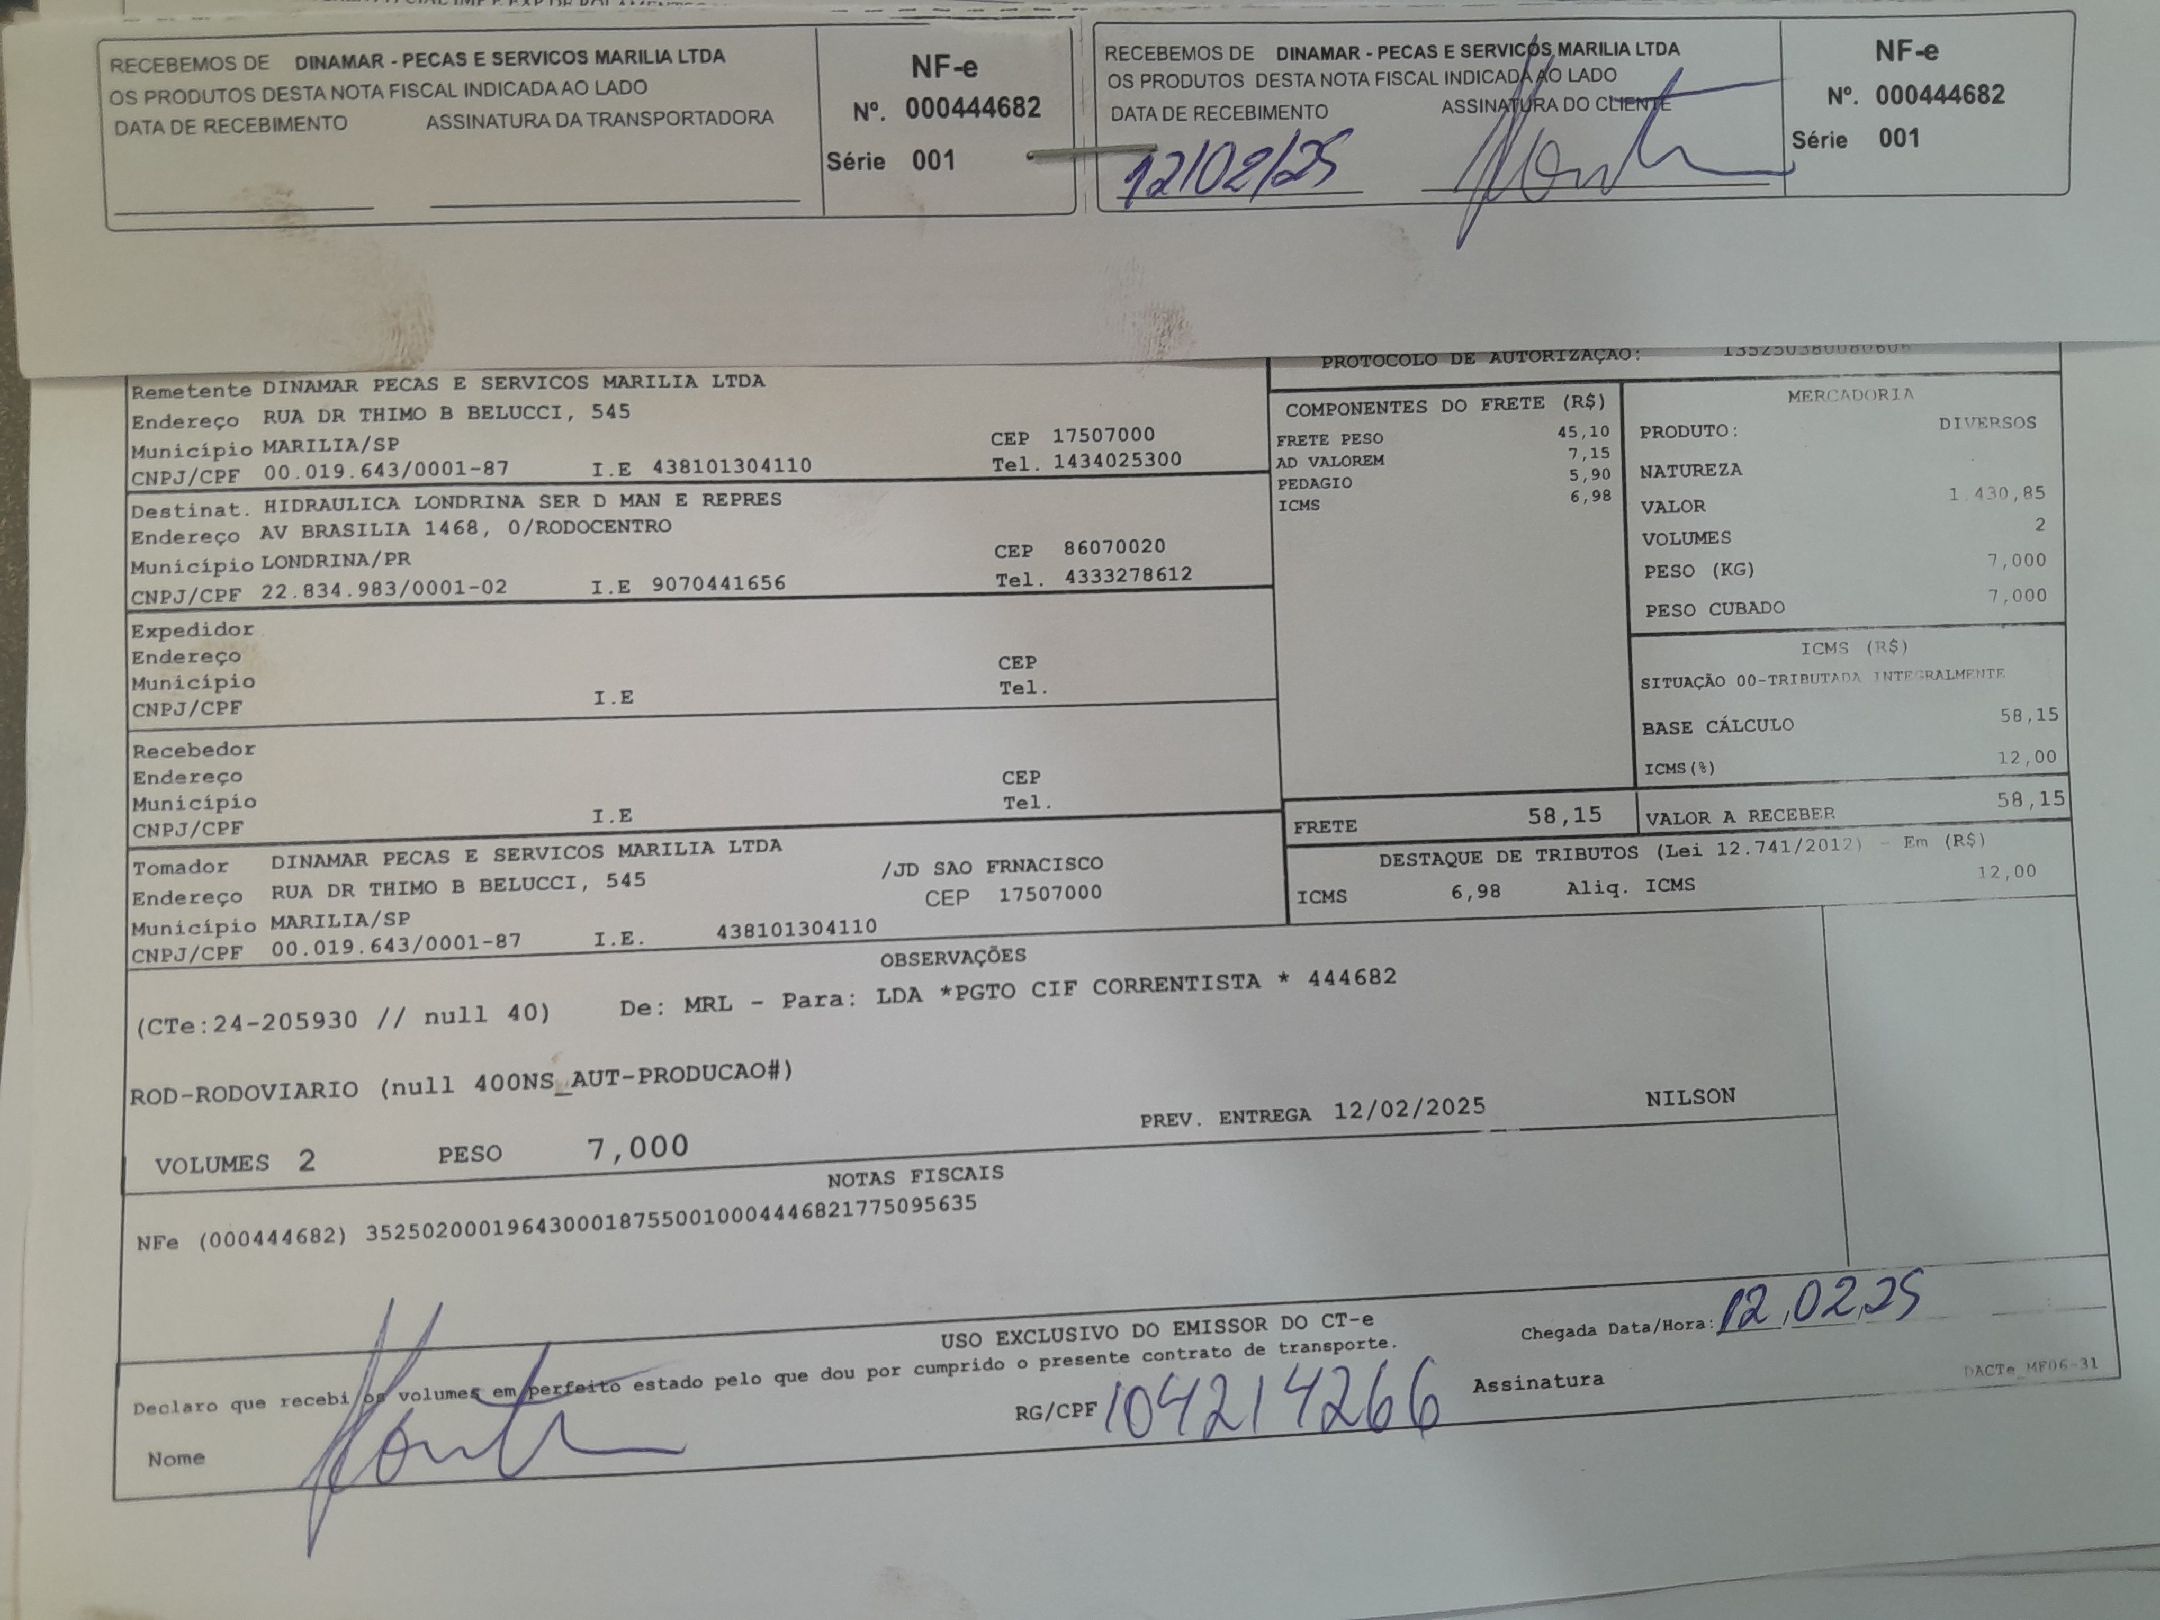 RECEBEMOS DE DINAMAR - PECAS E SERVICOS MARILIA LTDA
OS PRODUTOS DESTA NOTA FISCAL INDICADA AO LADO
DATA DE RECEBIMENTO ASSINATURA DA TRANSPORTADORA
NF-e
Nº. 000444682
Série 001
RECEBEMOS DE DINAMAR - PECAS E SERVICOS MARILIA LTDA
OS PRODUTOS DESTA NOTA FISCAL INDICADA AO LADO
DATA DE RECEBIMENTO ASSINATURA DO CLIENTE
12/02/25
NF-e
Nº. 000444682
Série 001
PROTOCOLO DE AUTORIZAÇÃO:
Remetente DINAMAR PECAS E SERVICOS MARILIA LTDA
Endereço RUA DR THIMO B BELUCCI, 545
Município MARILIA/SP CEP 17507000
CNPJ/CPF 00.019.643/0001-87 I.E 438101304110 Tel. 1434025300
Destinat. HIDRAULICA LONDRINA SER D MAN E REPRES
Endereço AV BRASILIA 1468, 0/RODOCENTRO
Município LONDRINA/PR CEP 86070020
CNPJ/CPF 22.834.983/0001-02 I.E 9070441656 Tel. 4333278612
Expedidor
Endereço
Município CEP
CNPJ/CPF I.E Tel.
Recebedor
Endereço
Município CEP
CNPJ/CPF I.E Tel.
Tomador DINAMAR PECAS E SERVICOS MARILIA LTDA
Endereço RUA DR THIMO B BELUCCI, 545 /JD SAO FRNACISCO
Município MARILIA/SP CEP 17507000
CNPJ/CPF 00.019.643/0001-87 I.E. 438101304110
COMPONENTES DO FRETE (R$)
FRETE PESO 45,10
AD VALOREM 7,15
PEDAGIO 5,90
ICMS 6,98
MERCADORIA
PRODUTO: DIVERSOS
NATUREZA
VALOR 1.430,85
VOLUMES 2
PESO (KG) 7,000
PESO CUBADO 7,000
ICMS (R$)
SITUAÇÃO 00-TRIBUTADA INTEGRALMENTE
BASE CÁLCULO 58,15
ICMS(%) 12,00
FRETE 58,15 VALOR A RECEBER 58,15
DESTAQUE DE TRIBUTOS (Lei 12.741/2012) - Em (R$)
ICMS 6,98 Aliq. ICMS 12,00
OBSERVAÇÕES
(CTe:24-205930 // null 40) De: MRL - Para: LDA *PGTO CIF CORRENTISTA * 444682
ROD-RODOVIARIO (null 400NS_AUT-PRODUCAO#)
PREV. ENTREGA 12/02/2025 NILSON
VOLUMES 2 PESO 7,000
NOTAS FISCAIS
NFe (000444682) 35250200019643000187550010004446821775095635
USO EXCLUSIVO DO EMISSOR DO CT-e
Declaro que recebi os volumes em perfeito estado pelo que dou por cumprido o presente contrato de transporte.
Chegada Data/Hora: 12,02,25
Nome RG/CPF 104214266 Assinatura
DACTe_MF06-31